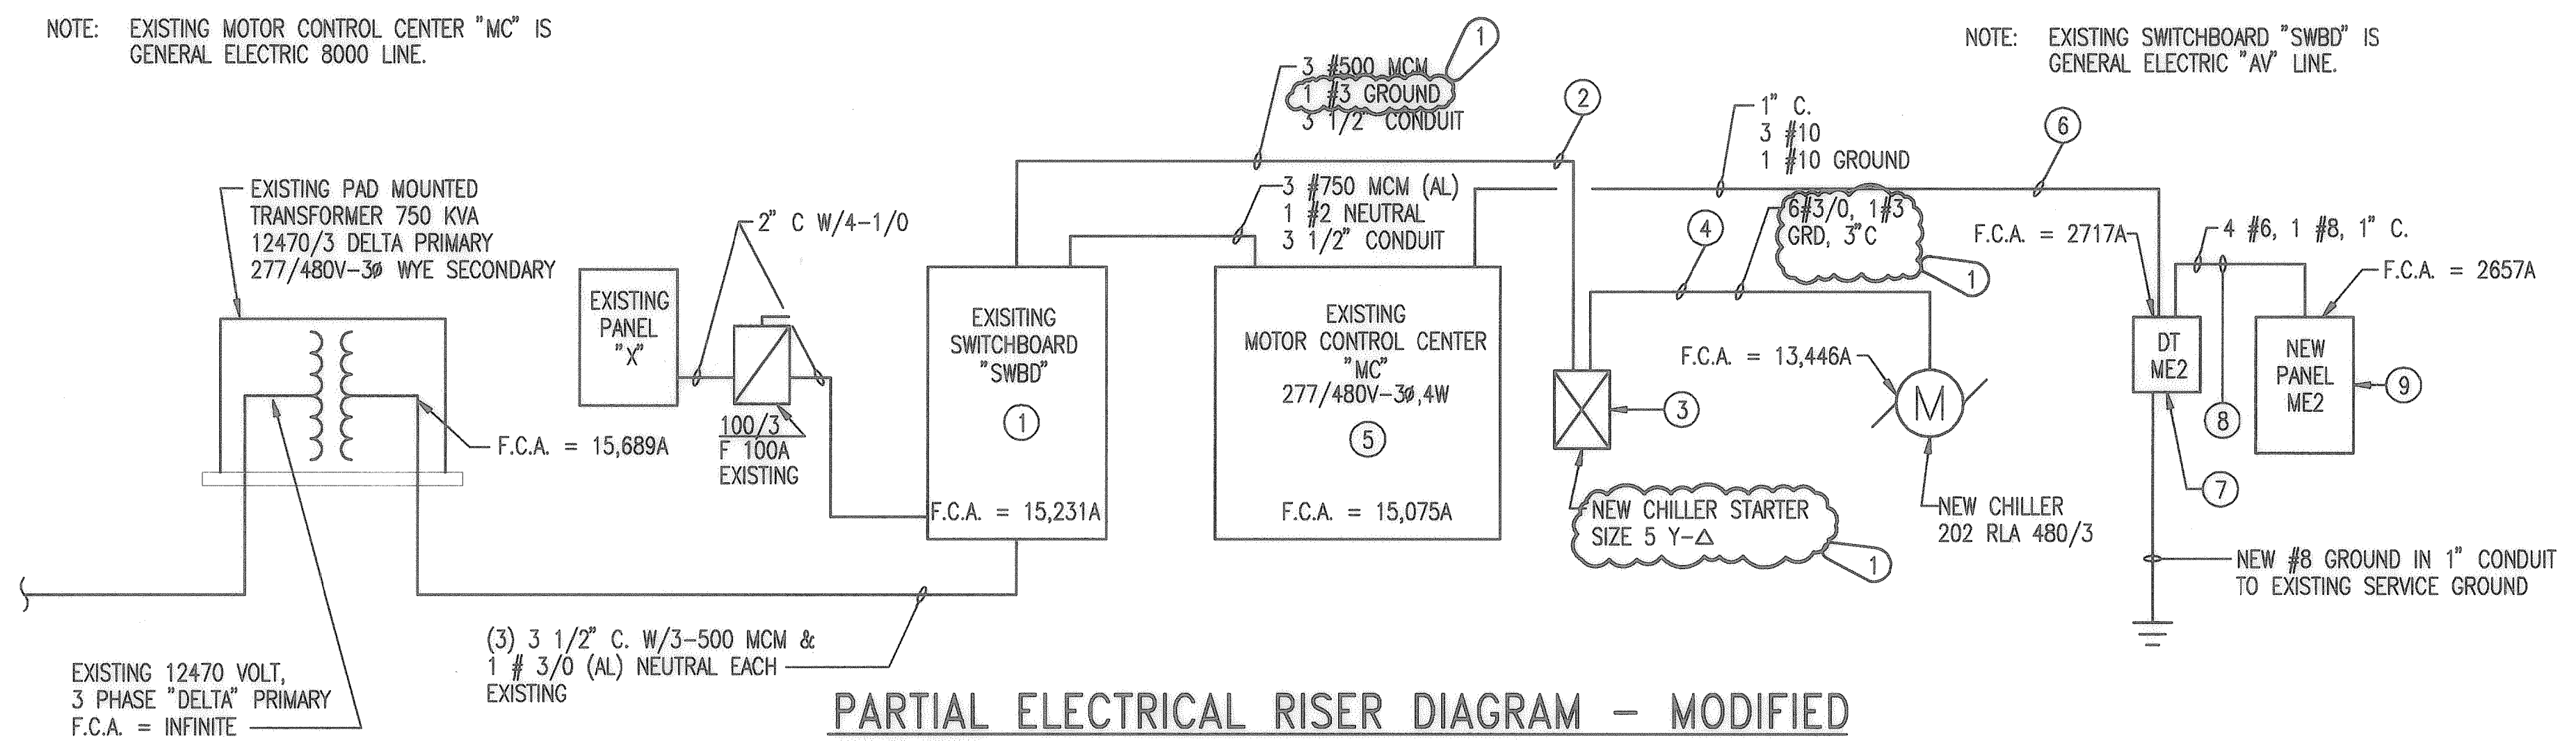 NOTE: EXISTING MOTOR CONTROL CENTER "MC" IS
GENERAL ELECTRIC 8000 LINE.
NOTE: EXISTING SWITCHBOARD "SWBD" IS
GENERAL ELECTRIC "AV" LINE.
3 #500 MCM
1 #3 GROUND
3 1/2" CONDUIT
1
2
1" C.
3 #10
1 #10 GROUND
6
EXISTING PAD MOUNTED
TRANSFORMER 750 KVA
12470/3 DELTA PRIMARY
277/480V-3ø WYE SECONDARY
2" C W/4-1/0
3 #750 MCM (AL)
1 #2 NEUTRAL
3 1/2" CONDUIT
4
6#3/0, 1#3
GRD, 3"C
1
F.C.A. = 2717A
4 #6, 1 #8, 1" C.
F.C.A. = 2657A
EXISTING
PANEL
"X"
100/3
F 100A
EXISTING
EXISITING
SWITCHBOARD
"SWBD"
1
F.C.A. = 15,231A
EXISTING
MOTOR CONTROL CENTER
"MC"
277/480V-3ø,4W
5
F.C.A. = 15,075A
3
F.C.A. = 13,446A
M
DT
ME2
8
NEW
PANEL
ME2
9
7
F.C.A. = 15,689A
NEW CHILLER STARTER
SIZE 5 Y-△
1
NEW CHILLER
202 RLA 480/3
NEW #8 GROUND IN 1" CONDUIT
TO EXISTING SERVICE GROUND
(3) 3 1/2" C. W/3-500 MCM &
1 # 3/0 (AL) NEUTRAL EACH
EXISTING
EXISTING 12470 VOLT,
3 PHASE "DELTA" PRIMARY
F.C.A. = INFINITE
PARTIAL ELECTRICAL RISER DIAGRAM - MODIFIED